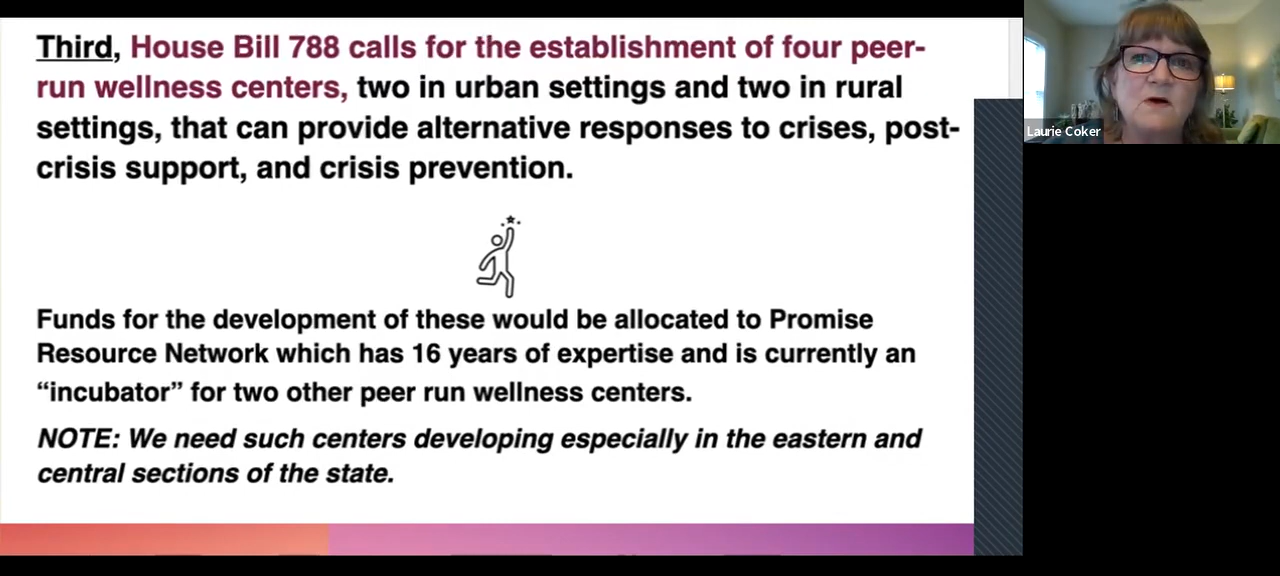 Third, House Bill 788 calls for the establishment of four peer-
run wellness centers, two in urban settings and two in rural
settings, that can provide alternative responses to crises, post-
crisis support, and crisis prevention.
Funds for the development of these would be allocated to Promise
Resource Network which has 16 years of expertise and is currently an
“incubator” for two other peer run wellness centers.
NOTE: We need such centers developing especially in the eastern and
central sections of the state.
Laurie Coker